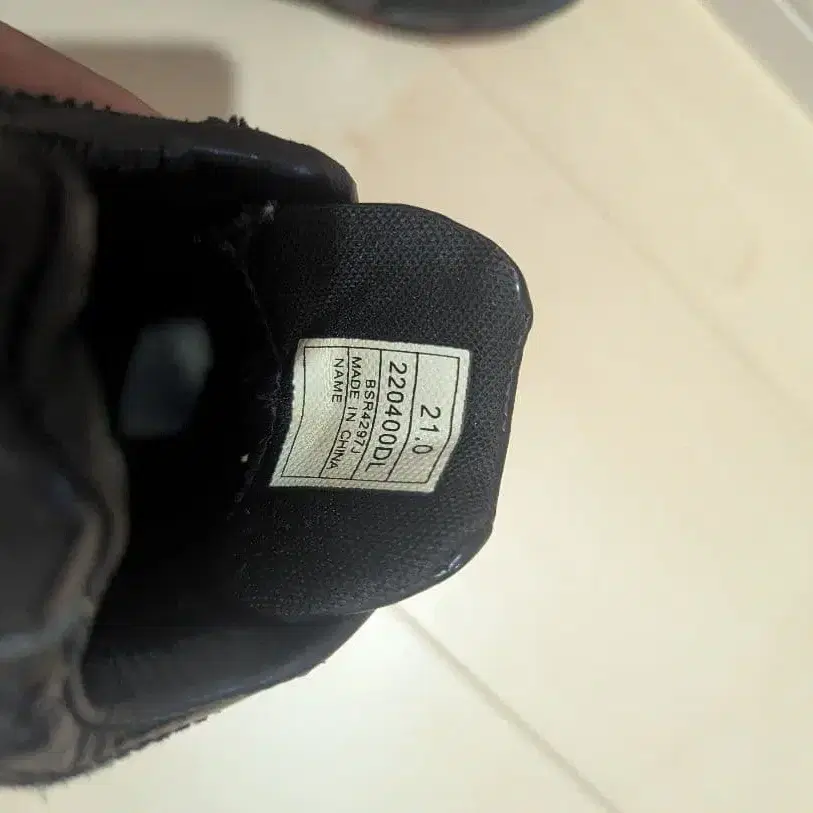 21.0
220400DL
BSR4297J
MADE IN CHINA
NAME